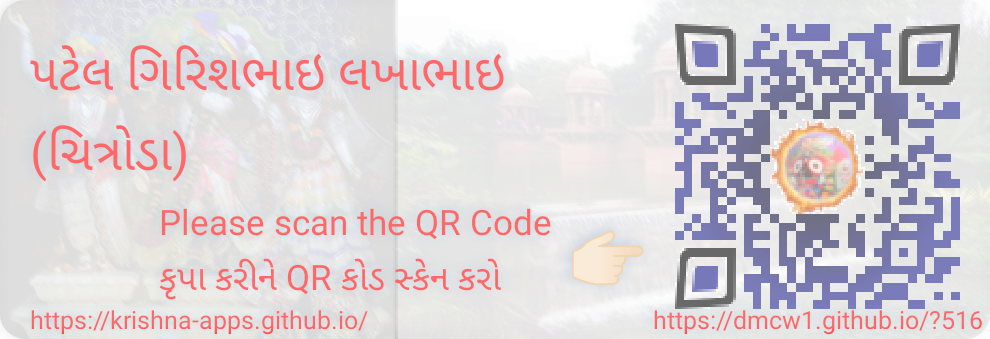 પટેલ ગિરિશભાઇ લખાભાઇ
(ચિત્રોડા)
Please scan the QR Code
કૃપા કરીને QR કોડ સ્કેન કરો
https://krishna-apps.github.io/
https://dmcw1.github.io/?516